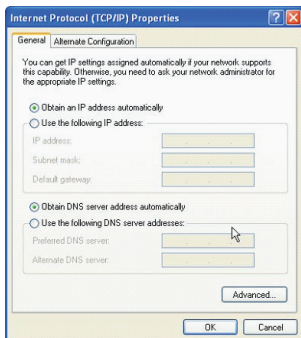 Internet Protocol (TCP/IP) Properties
General
Alternate Configuration
You can get IP settings assigned automatically if your network supports
this capability. Otherwise, you need to ask your network administrator for
the appropriate IP settings.
Obtain an IP address automatically
Use the following IP address:
IP address:
Subnet mask:
Default gateway:
Obtain DNS server address automatically
Use the following DNS server addresses:
Preferred DNS server:
Alternate DNS server:
Advanced...
OK
Cancel